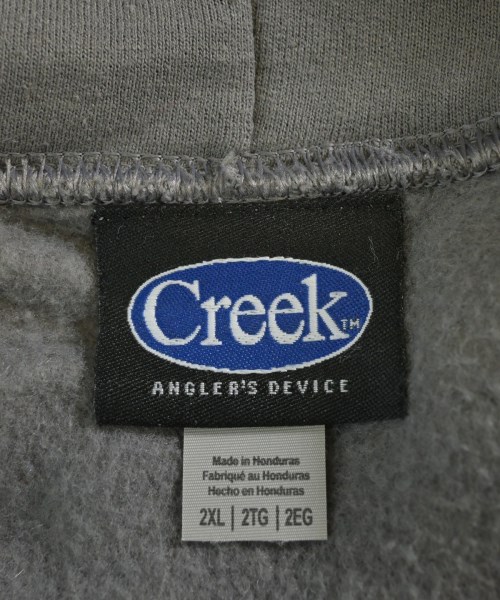 Creek™
ANGLER'S DEVICE
Made in Honduras
Fabriqué au Honduras
Hecho en Honduras
2XL | 2TG | 2EG